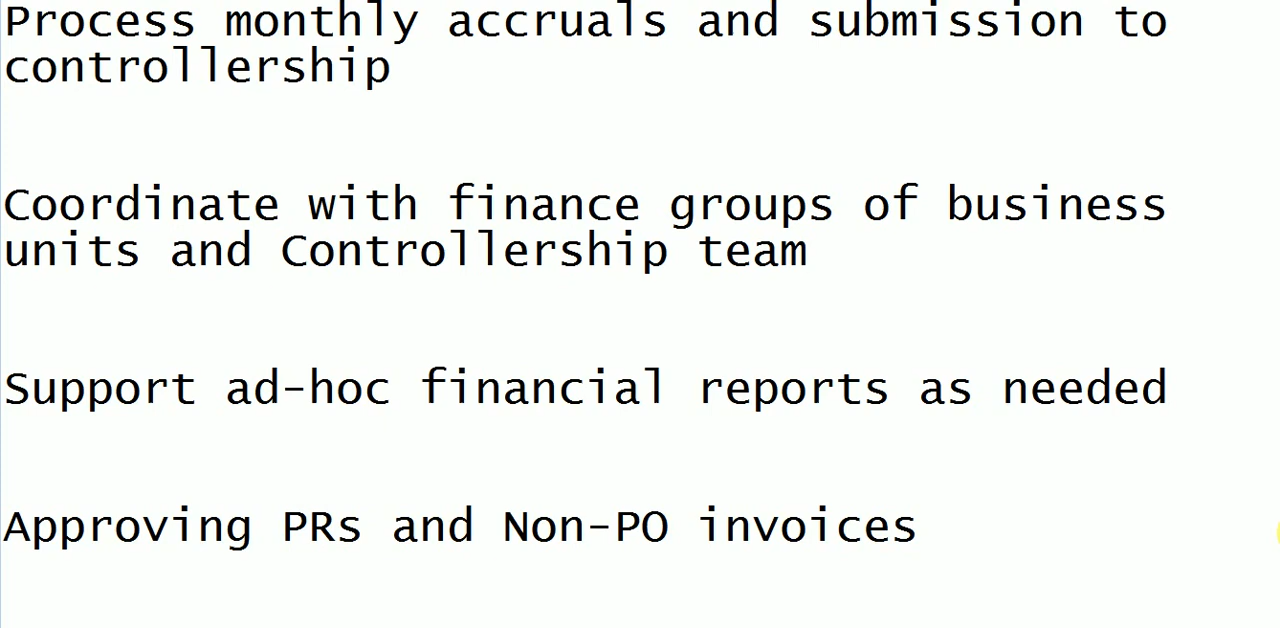 Process monthly accruals and submission to
controllership
Coordinate with finance groups of business
units and Controllership team
Support ad-hoc financial reports as needed
Approving PRs and Non-PO invoices